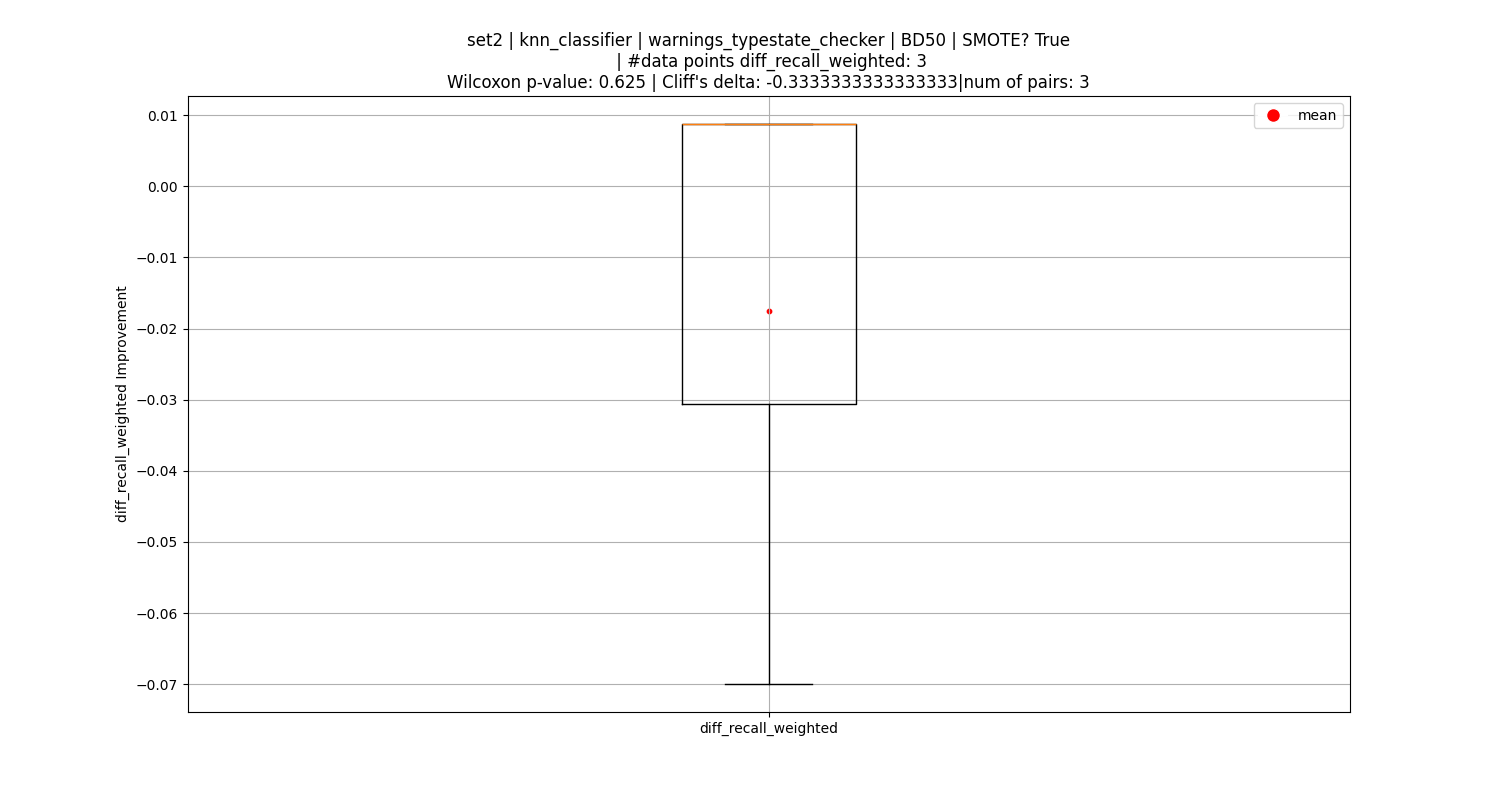 set2 | knn_classifier | warnings_typestate_checker | BD50 | SMOTE? True
| #data points diff_recall_weighted: 3
Wilcoxon p-value: 0.625 | Cliff's delta: -0.3333333333333333|num of pairs: 3
mean
0.01
0.00
−0.01
−0.02
−0.03
−0.04
−0.05
−0.06
−0.07
diff_recall_weighted Improvement
diff_recall_weighted